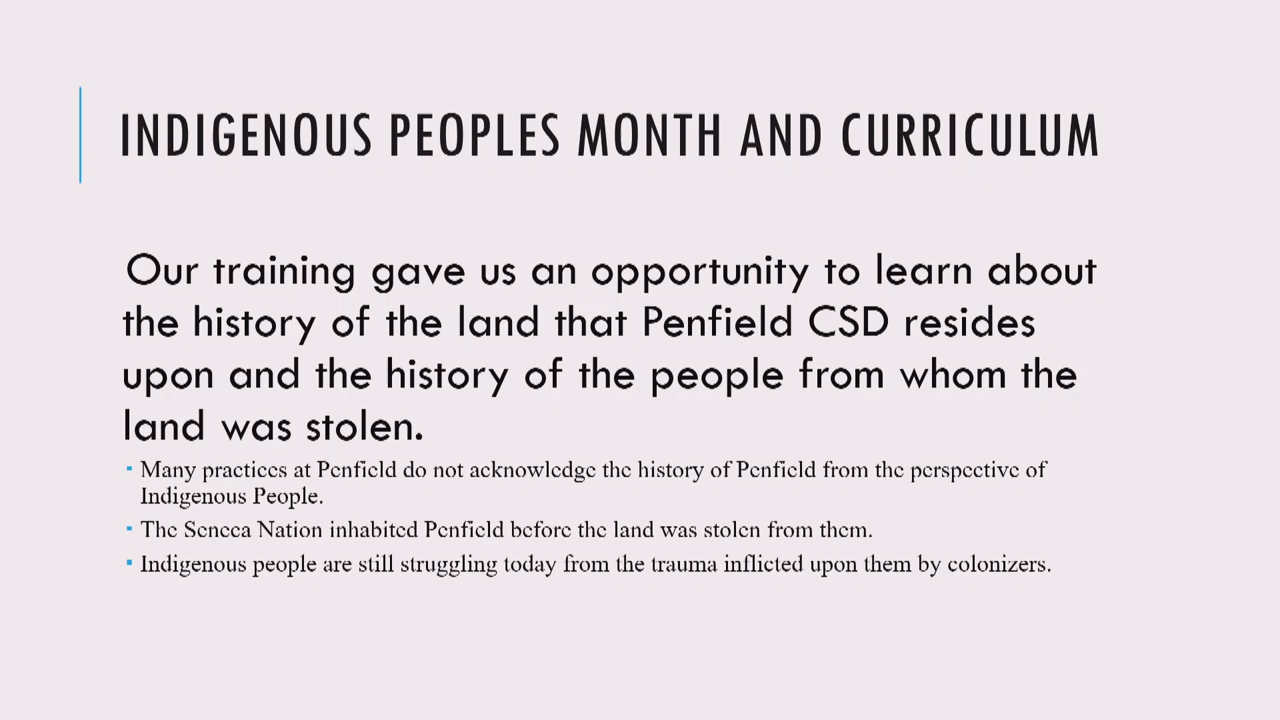 INDIGENOUS PEOPLES MONTH AND CURRICULUM
Our training gave us an opportunity to learn about
the history of the land that Penfield CSD resides
upon and the history of the people from whom the
land was stolen.
▪ Many practices at Penfield do not acknowledge the history of Penfield from the perspective of
Indigenous People.
▪ The Seneca Nation inhabited Penfield before the land was stolen from them.
▪ Indigenous people are still struggling today from the trauma inflicted upon them by colonizers.